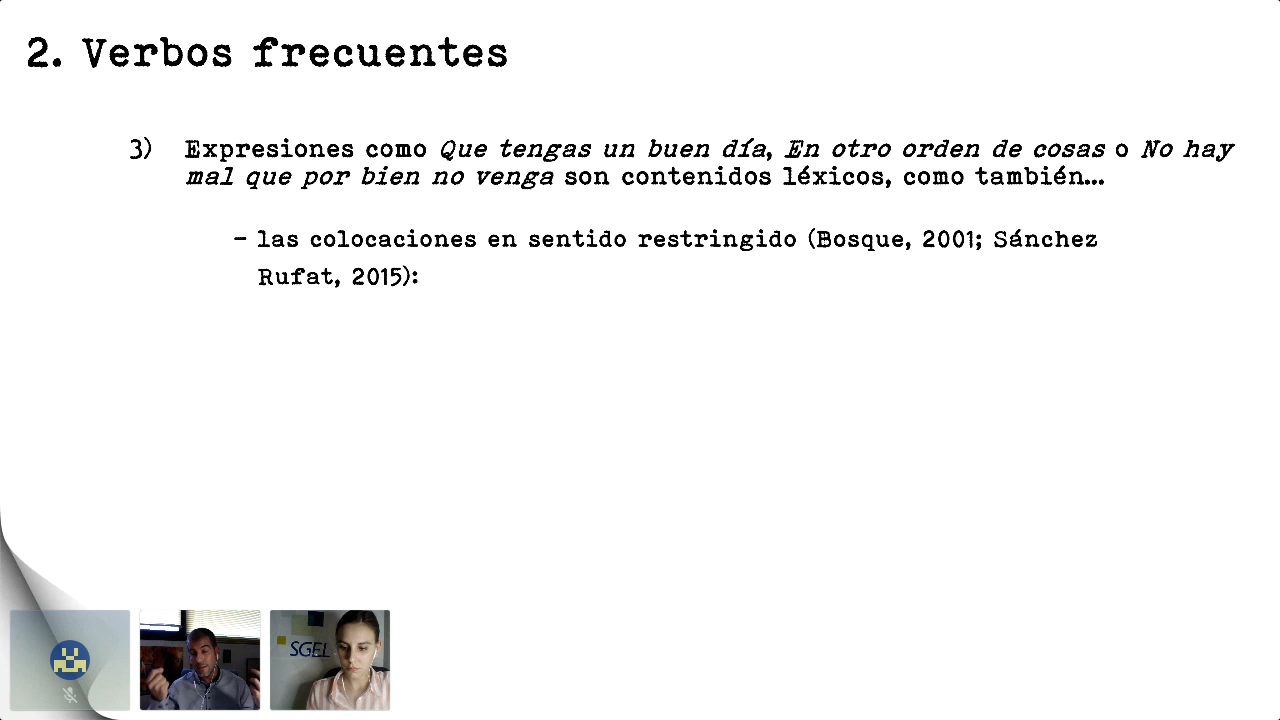 2. Verbos frecuentes
3) Expresiones como Que tengas un buen día, En otro orden de cosas o No hay
mal que por bien no venga son contenidos léxicos, como también...
– las colocaciones en sentido restringido (Bosque, 2001; Sánchez
Rufat, 2015):
SGEL